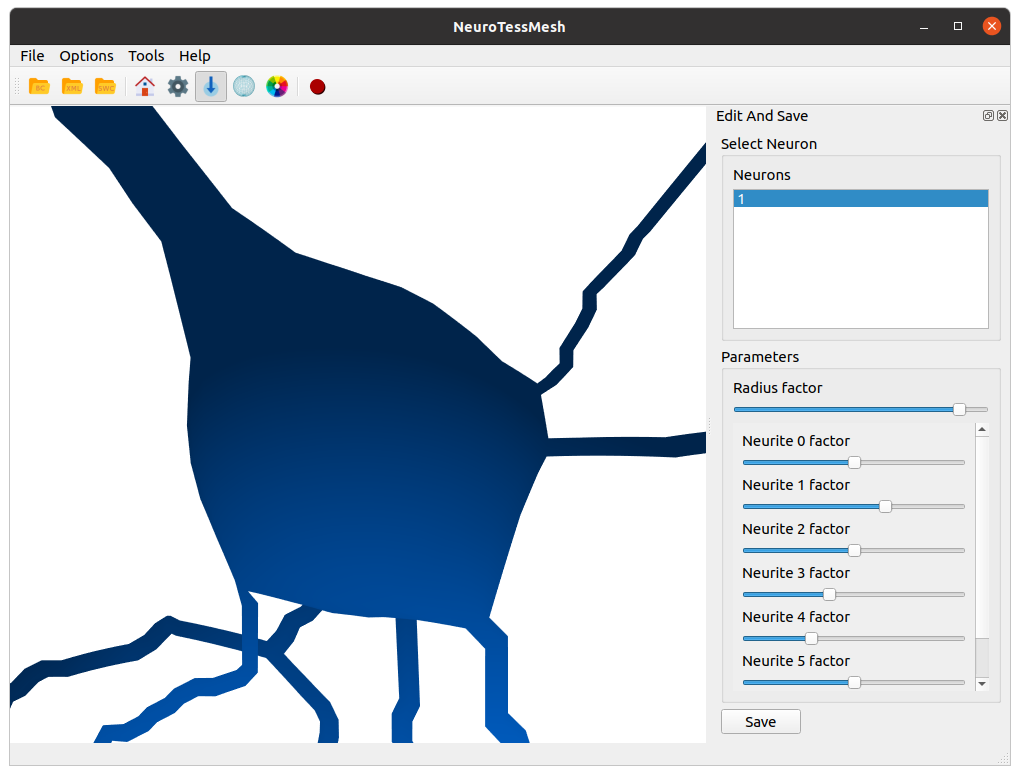 NeuroTessMesh
File Options Tools Help
BC XML SWC
Edit And Save
Select Neuron
Neurons
1
Parameters
Radius factor
Neurite 0 factor
Neurite 1 factor
Neurite 2 factor
Neurite 3 factor
Neurite 4 factor
Neurite 5 factor
Save